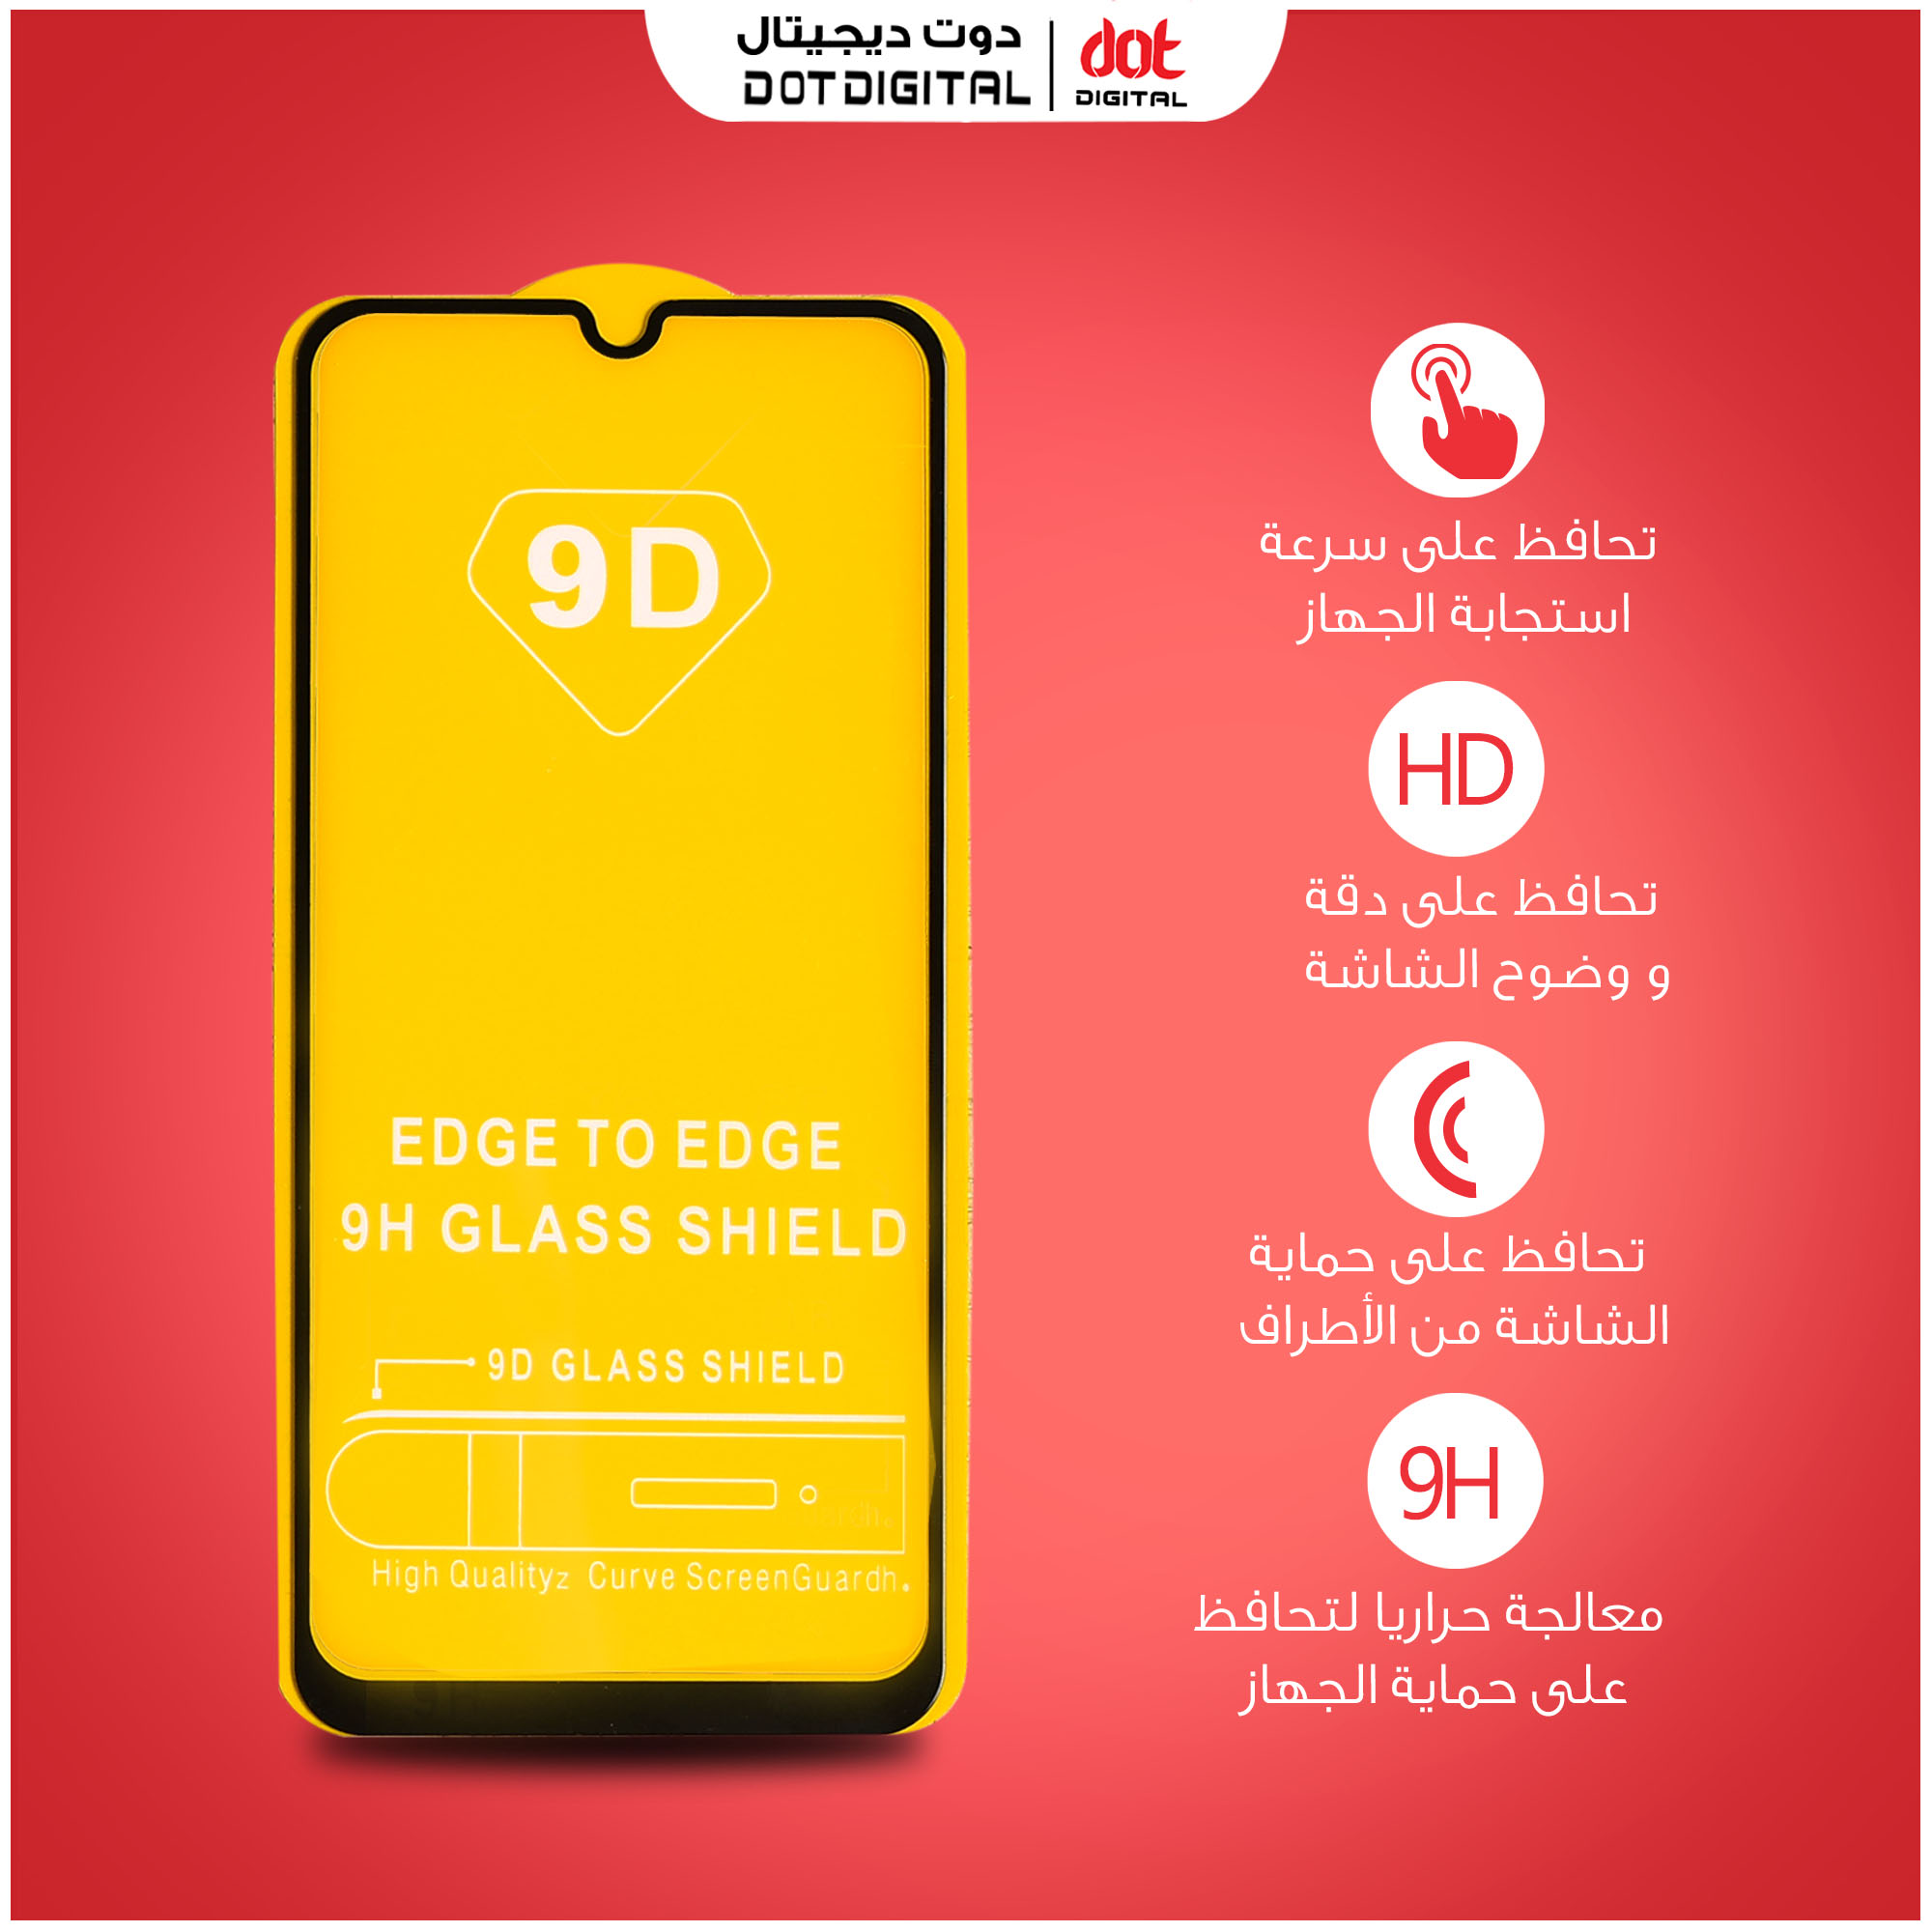 دوت ديجيتال
DOT DIGITAL
dot
DIGITAL
9D
EDGE TO EDGE
9H GLASS SHIELD
9D GLASS SHIELD
High Qualityz Curve ScreenGuardh.
تحافظ على سرعة
استجابة الجهاز
HD
تحافظ على دقة
و وضوح الشاشة
تحافظ على حماية
الشاشة من الأطراف
9H
معالجة حراريا لتحافظ
على حماية الجهاز